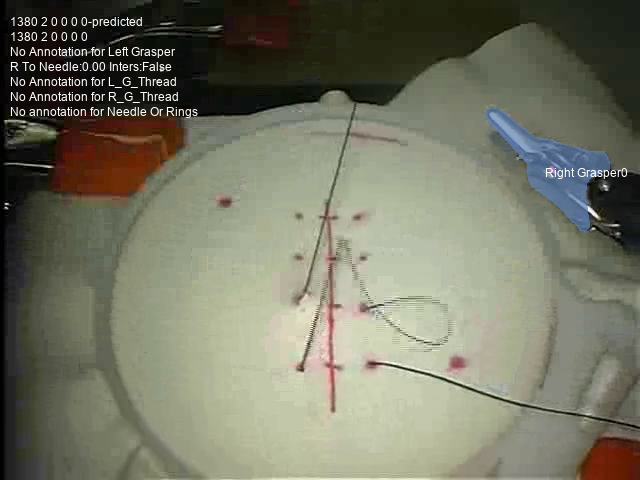 1380 2 0 0 0 0-predicted
1380 2 0 0 0 0
No Annotation for Left Grasper
R To Needle:0.00 Inters:False
No Annotation for L_G_Thread
No Annotation for R_G_Thread
No annotation for Needle Or Rings
Right Grasper0